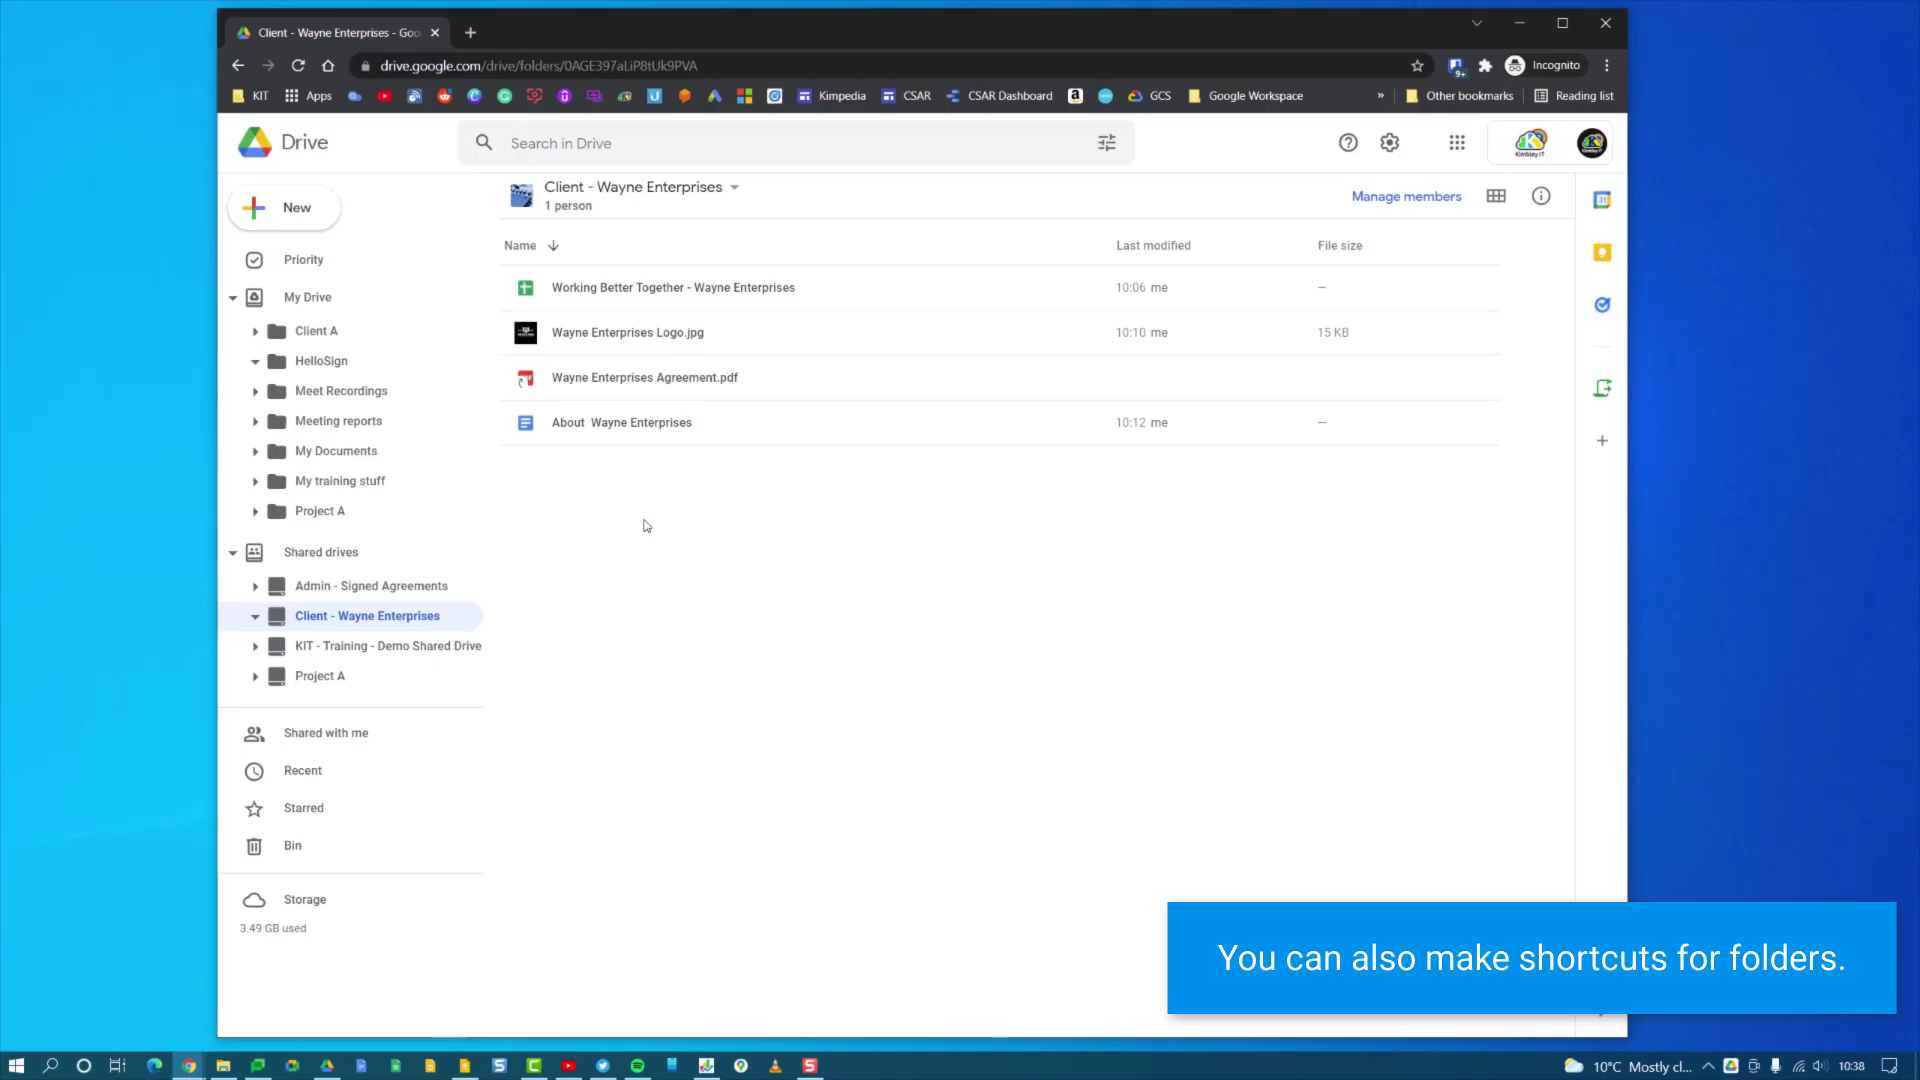 Client - Wayne Enterprises - Goo
drive.google.com/drive/folders/0AGE397aLiP8tUk9PVA
9+
Incognito
KIT
Apps
Kimpedia
CSAR
CSAR Dashboard
GCS
Google Workspace
»
Other bookmarks
Reading list
Drive
Search in Drive
Kimbley IT
New
Client - Wayne Enterprises
1 person
Manage members
31
Name
Last modified
File size
Priority
My Drive
Client A
HelloSign
Meet Recordings
Meeting reports
My Documents
My training stuff
Project A
Working Better Together - Wayne Enterprises 10:06 me –
Wayne Enterprises Logo.jpg 10:10 me 15 KB
Wayne Enterprises Agreement.pdf
About Wayne Enterprises 10:12 me –
Shared drives
Admin - Signed Agreements
Client - Wayne Enterprises
KIT - Training - Demo Shared Drive
Project A
Shared with me
Recent
Starred
Bin
Storage
3.49 GB used
You can also make shortcuts for folders.
10°C Mostly cl...
10:38